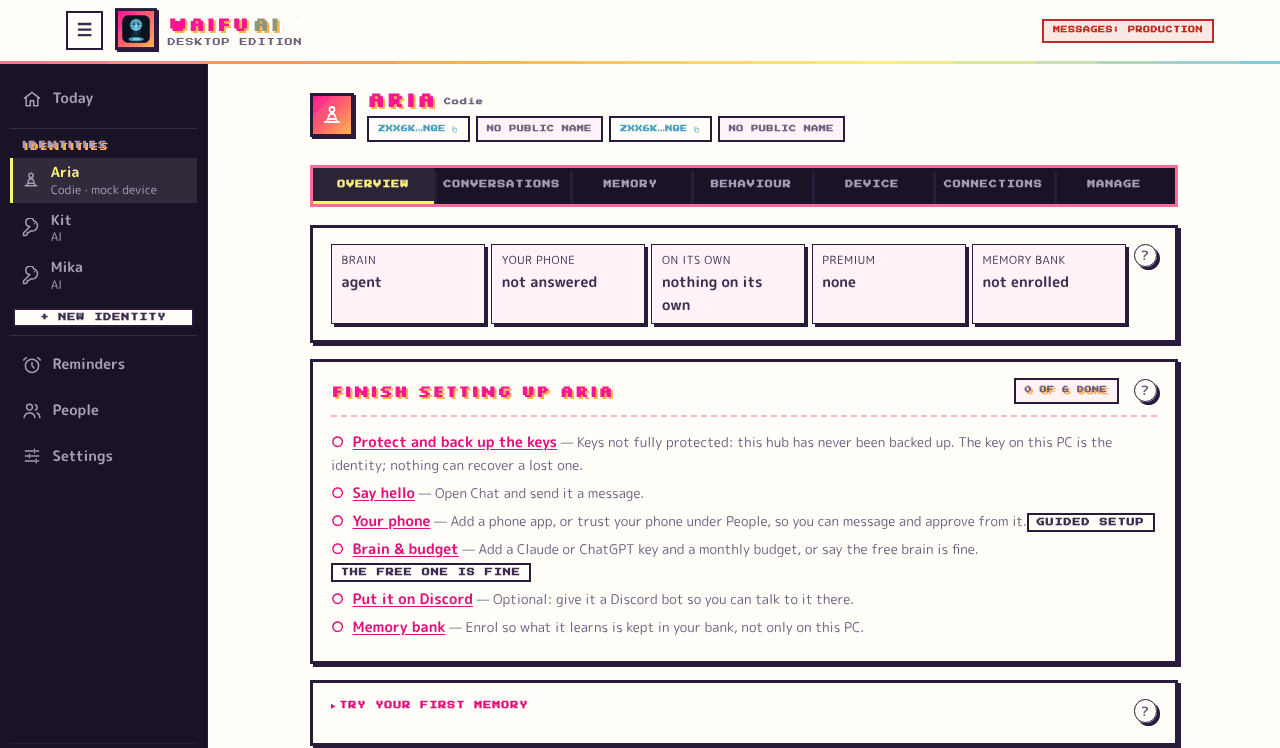 ☰
WAIFU AI
DESKTOP EDITION
MESSAGES: PRODUCTION
Today
IDENTITIES
Aria
Codie · mock device
Kit
AI
Mika
AI
+ NEW IDENTITY
Reminders
People
Settings
ARIA Codie
ZXX6K…NQE NO PUBLIC NAME ZXX6K…NQE NO PUBLIC NAME
OVERVIEW CONVERSATIONS MEMORY BEHAVIOUR DEVICE CONNECTIONS MANAGE
BRAIN
agent
YOUR PHONE
not answered
ON ITS OWN
nothing on its
own
PREMIUM
none
MEMORY BANK
not enrolled
?
FINISH SETTING UP ARIA
0 OF 6 DONE
?
Protect and back up the keys — Keys not fully protected: this hub has never been backed up. The key on this PC is the
identity; nothing can recover a lost one.
Say hello — Open Chat and send it a message.
Your phone — Add a phone app, or trust your phone under People, so you can message and approve from it. GUIDED SETUP
Brain & budget — Add a Claude or ChatGPT key and a monthly budget, or say the free brain is fine.
THE FREE ONE IS FINE
Put it on Discord — Optional: give it a Discord bot so you can talk to it there.
Memory bank — Enrol so what it learns is kept in your bank, not only on this PC.
▸ TRY YOUR FIRST MEMORY
?